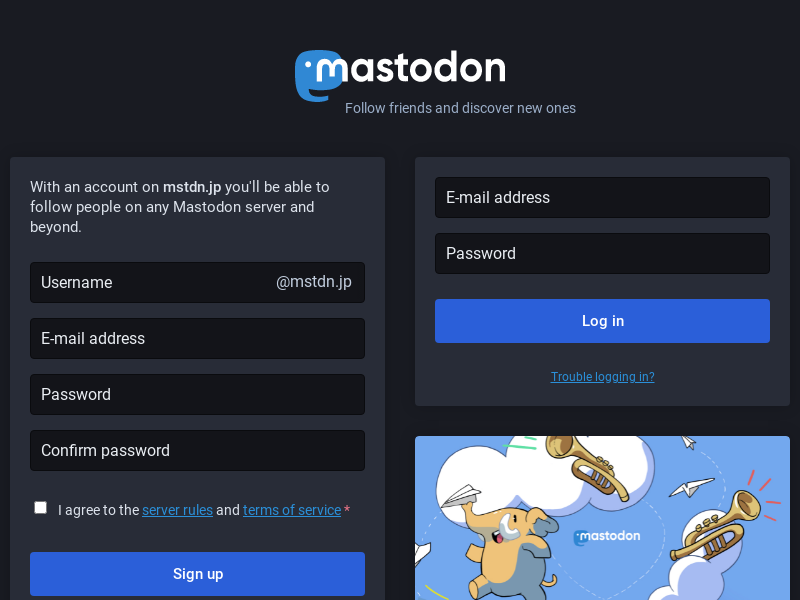 mastodon
Follow friends and discover new ones
With an account on mstdn.jp you'll be able to
follow people on any Mastodon server and
beyond.
Username @mstdn.jp
E-mail address
Password
Confirm password
I agree to the server rules and terms of service *
Sign up
E-mail address
Password
Log in
Trouble logging in?
mastodon